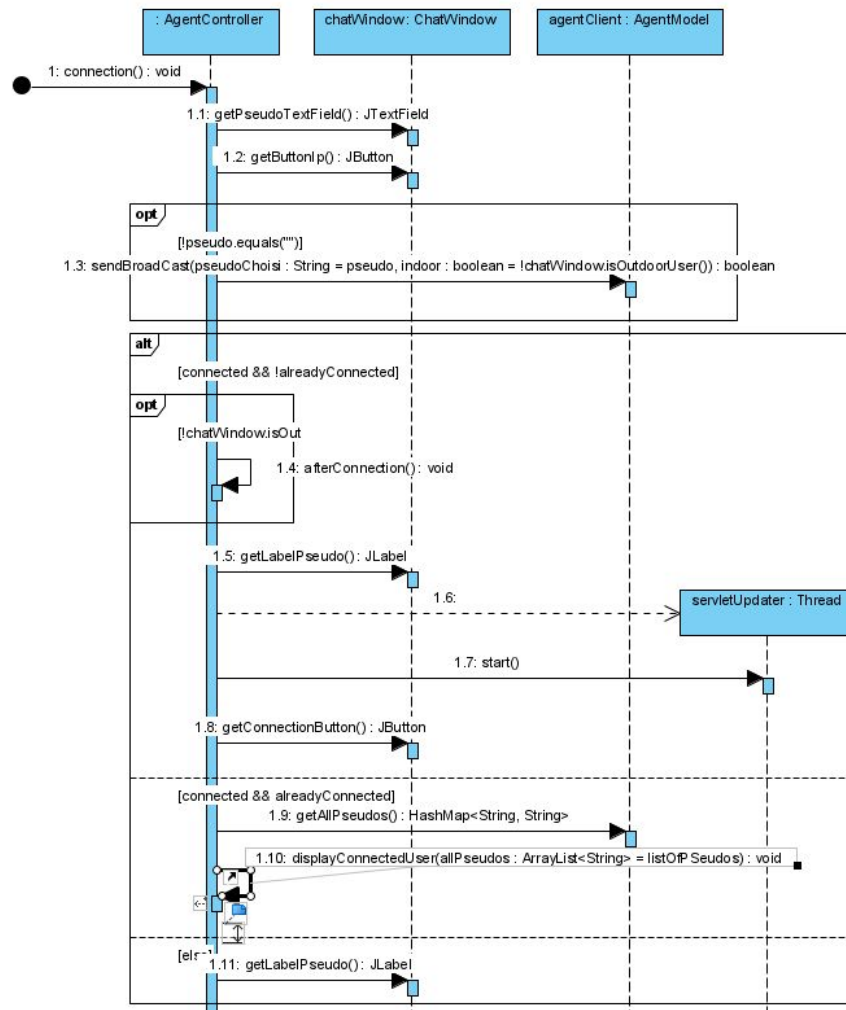 : AgentController
chatWindow : ChatWindow
agentClient : AgentModel
1: connection() : void
1.1: getPseudoTextField() : JTextField
1.2: getButtonIp() : JButton
opt
[!pseudo.equals("")]
1.3: sendBroadCast(pseudoChoisi : String = pseudo, indoor : boolean = !chatWindow.isOutdoorUser()) : boolean
alt
[connected && !alreadyConnected]
opt
[!chatWindow.isOut
1.4: afterConnection() : void
1.5: getLabelPseudo() : JLabel
1.6:
servletUpdater : Thread
1.7: start()
1.8: getConnectionButton() : JButton
[connected && alreadyConnected]
1.9: getAllPseudos() : HashMap<String, String>
1.10: displayConnectedUser(allPseudos : ArrayList<String> = listOfPSeudos) : void
[else]
1.11: getLabelPseudo() : JLabel